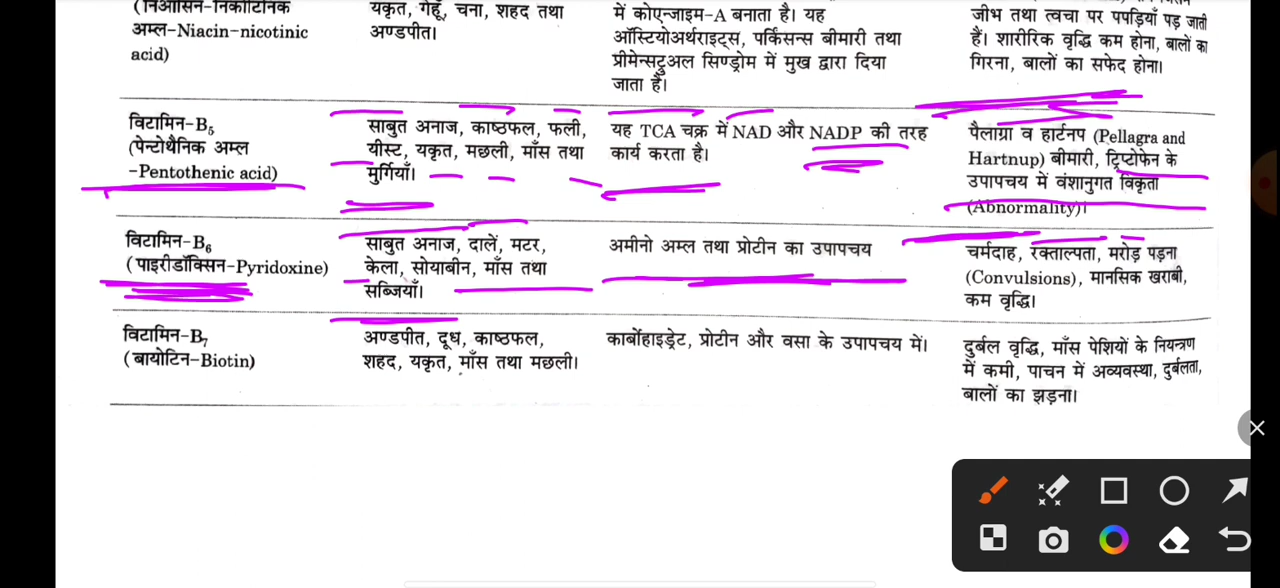 (निआसिन-निकोटिनिक
अम्ल-Niacin-nicotinic
acid)
यकृत, गेहूँ, चना, शहद तथा
अण्डपीत।
में कोएन्जाइम-A बनाता है। यह
ऑस्टियोअर्थराइट्स, पर्किंसन्स बीमारी तथा
प्रीमेन्सट्रुअल सिण्ड्रोम में मुख द्वारा दिया
जाता है।
जीभ तथा त्वचा पर पपड़ियाँ पड़ जाती
हैं। शारीरिक वृद्धि कम होना, बालों का
गिरना, बालों का सफेद होना।
विटामिन-B₅
(पेन्टोथैनिक अम्ल
-Pentothenic acid)
साबुत अनाज, काष्ठफल, फली,
यीस्ट, यकृत, मछली, माँस तथा
मुर्गियाँ।
यह TCA चक्र में NAD और NADP की तरह
कार्य करता है।
पैलाग्रा व हार्टनप (Pellagra and
Hartnup) बीमारी, ट्रिप्टोफेन के
उपापचय में वंशानुगत विकृता
(Abnormality)।
विटामिन-B₆
(पाइरीडॉक्सिन-Pyridoxine)
साबुत अनाज, दालें, मटर,
केला, सोयाबीन, माँस तथा
सब्जियाँ।
अमीनो अम्ल तथा प्रोटीन का उपापचय
चर्मदाह, रक्ताल्पता, मरोड़ पड़ना
(Convulsions), मानसिक खराबी,
कम वृद्धि।
विटामिन-B₇
(बायोटिन-Biotin)
अण्डपीत, दूध, काष्ठफल,
शहद, यकृत, माँस तथा मछली।
कार्बोहाइड्रेट, प्रोटीन और वसा के उपापचय में।
दुर्बल वृद्धि, माँस पेशियों के नियन्त्रण
में कमी, पाचन में अव्यवस्था, दुर्बलता,
बालों का झड़ना।